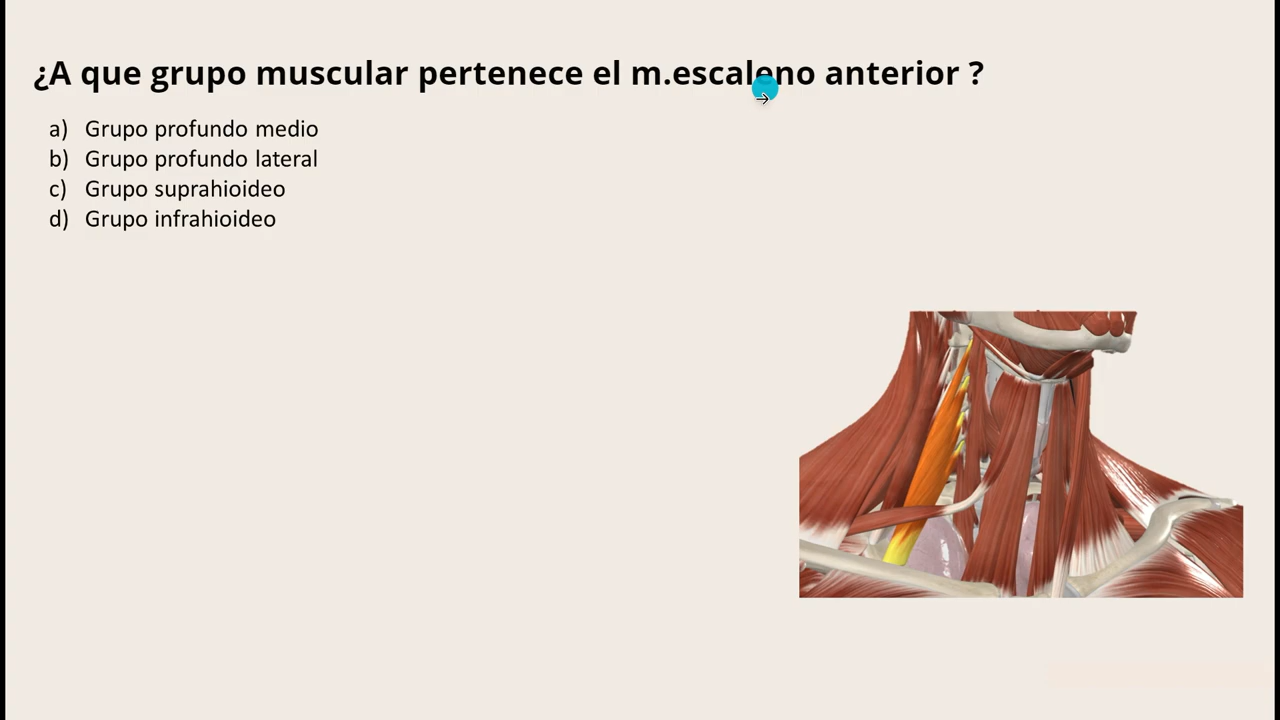 ¿A que grupo muscular pertenece el m.escaleno anterior ?
a) Grupo profundo medio
b) Grupo profundo lateral
c) Grupo suprahioideo
d) Grupo infrahioideo